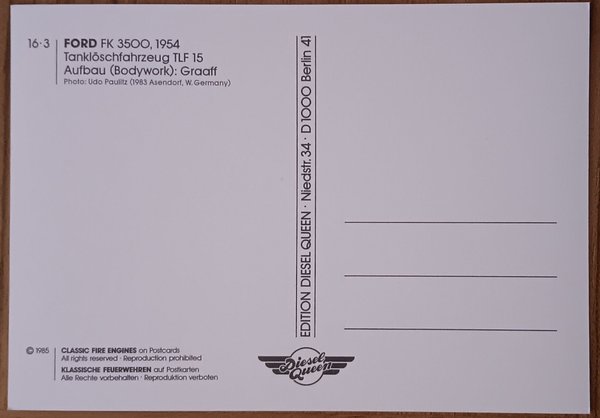 16·3 FORD FK 3500, 1954
Tanklöschfahrzeug TLF 15
Aufbau (Bodywork): Graaff
Photo: Udo Paulitz (1983 Asendorf, W. Germany)
EDITION DIESEL QUEEN · Niedstr. 34 · D 1000 Berlin 41
© 1985 CLASSIC FIRE ENGINES on Postcards
All rights reserved · Reproduction prohibited
KLASSISCHE FEUERWEHREN auf Postkarten
Alle Rechte vorbehalten · Reproduktion verboten
Diesel
Queen